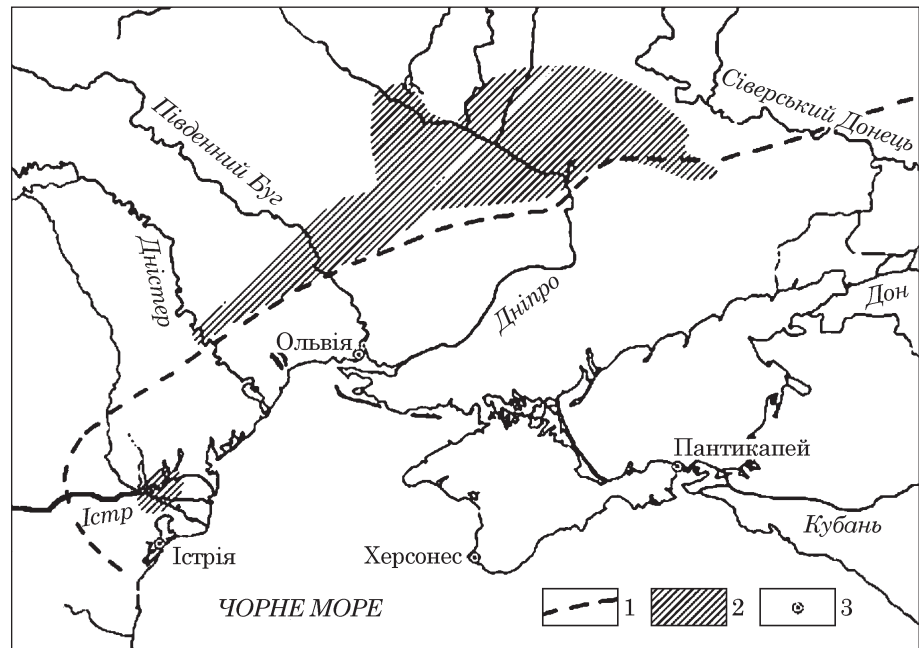 Сіверський Донець
Південний Буг
Дністер
Дніпро
Дон
Ольвія
Пантикапей
Істр
Істрія
Херсонес
Кубань
ЧОРНЕ МОРЕ
1
2
3